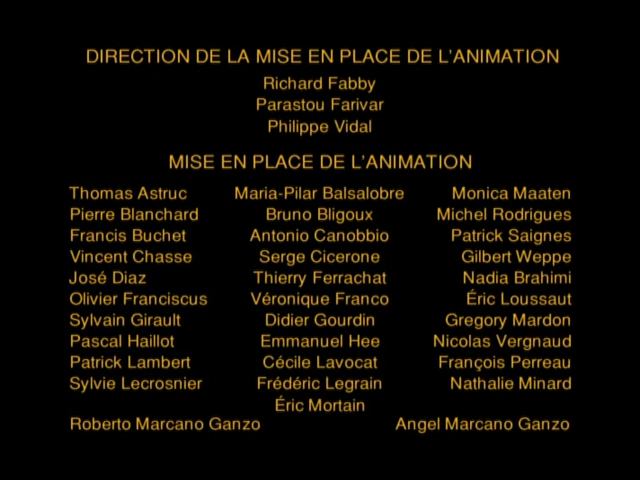 DIRECTION DE LA MISE EN PLACE DE L'ANIMATION
Richard Fabby
Parastou Farivar
Philippe Vidal
MISE EN PLACE DE L'ANIMATION
Thomas Astruc Maria-Pilar Balsalobre Monica Maaten
Pierre Blanchard Bruno Bligoux Michel Rodrigues
Francis Buchet Antonio Canobbio Patrick Saignes
Vincent Chasse Serge Cicerone Gilbert Weppe
José Diaz Thierry Ferrachat Nadia Brahimi
Olivier Franciscus Véronique Franco Éric Loussaut
Sylvain Girault Didier Gourdin Gregory Mardon
Pascal Haillot Emmanuel Hee Nicolas Vergnaud
Patrick Lambert Cécile Lavocat François Perreau
Sylvie Lecrosnier Frédéric Legrain Nathalie Minard
Éric Mortain
Roberto Marcano Ganzo Angel Marcano Ganzo